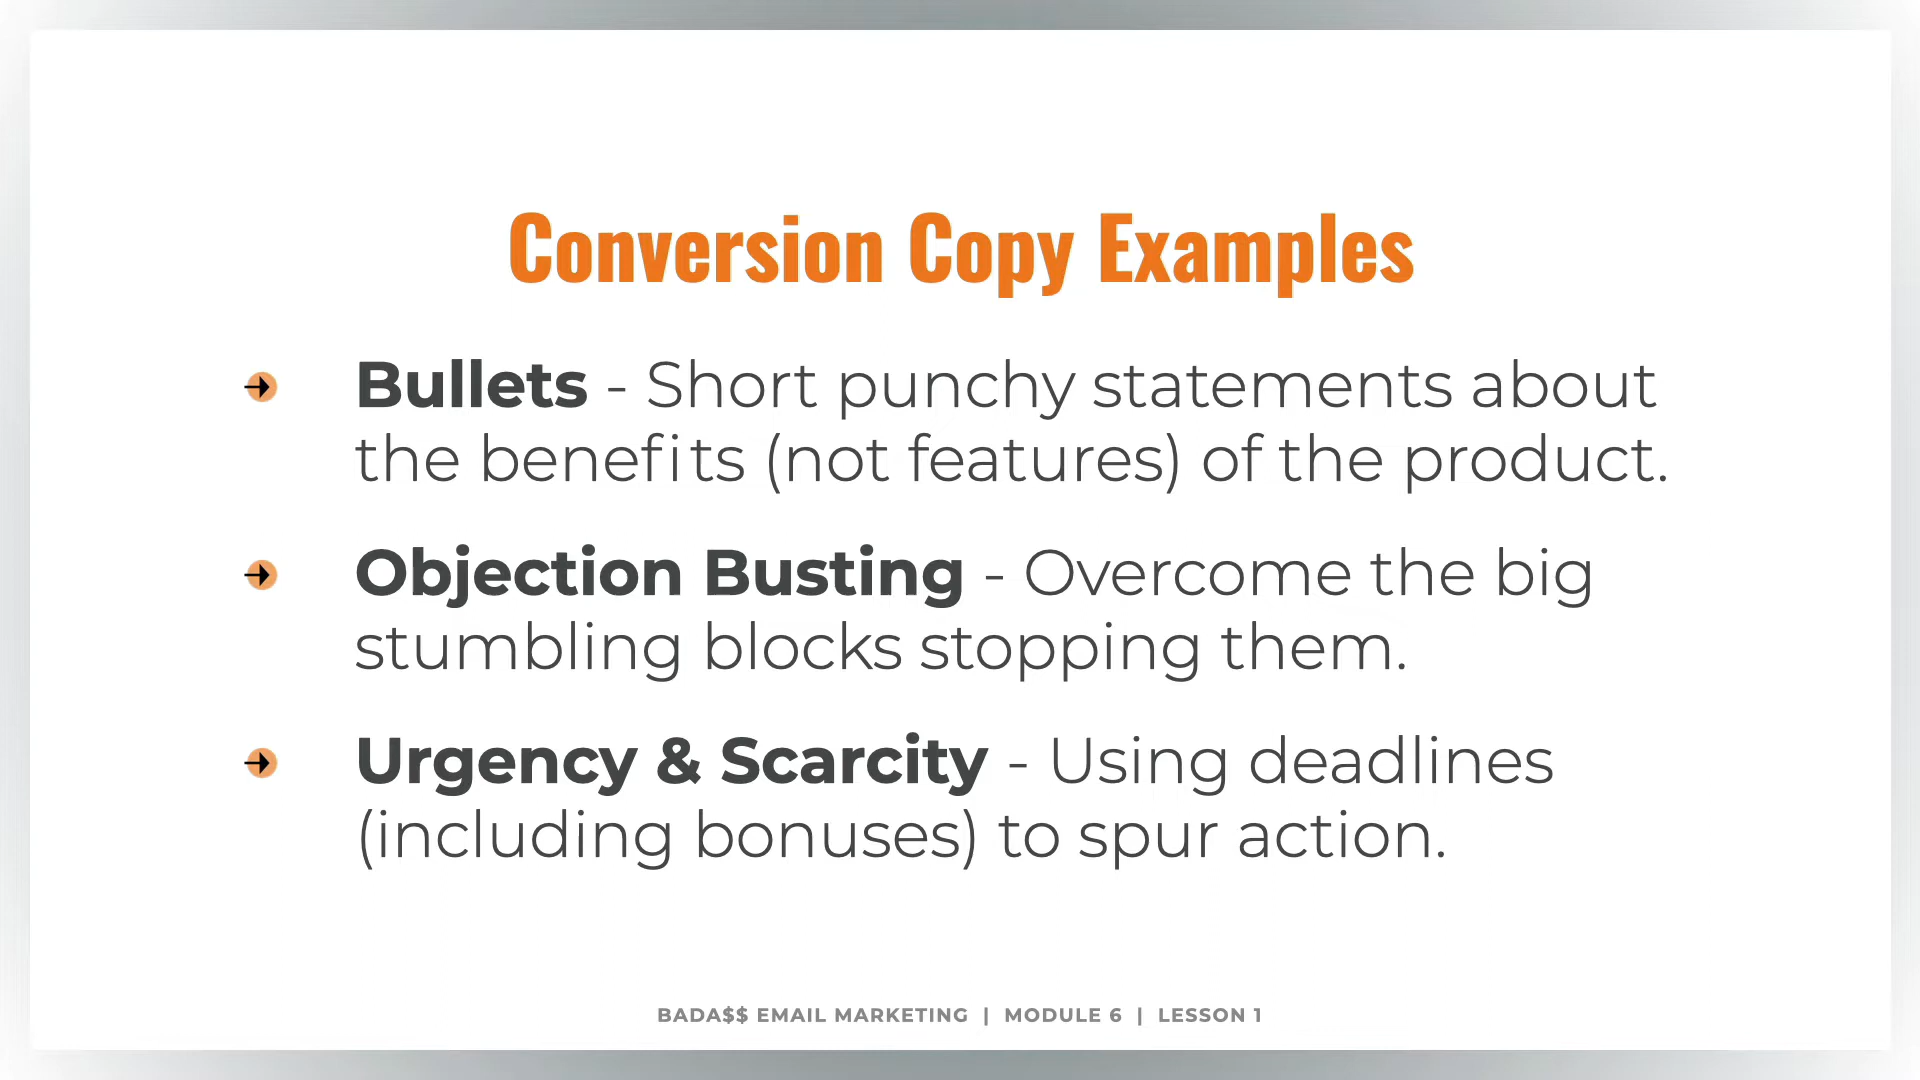 Conversion Copy Examples
Bullets - Short punchy statements about
the benefits (not features) of the product.
Objection Busting - Overcome the big
stumbling blocks stopping them.
Urgency & Scarcity - Using deadlines
(including bonuses) to spur action.
BADA$$ EMAIL MARKETING | MODULE 6 | LESSON 1